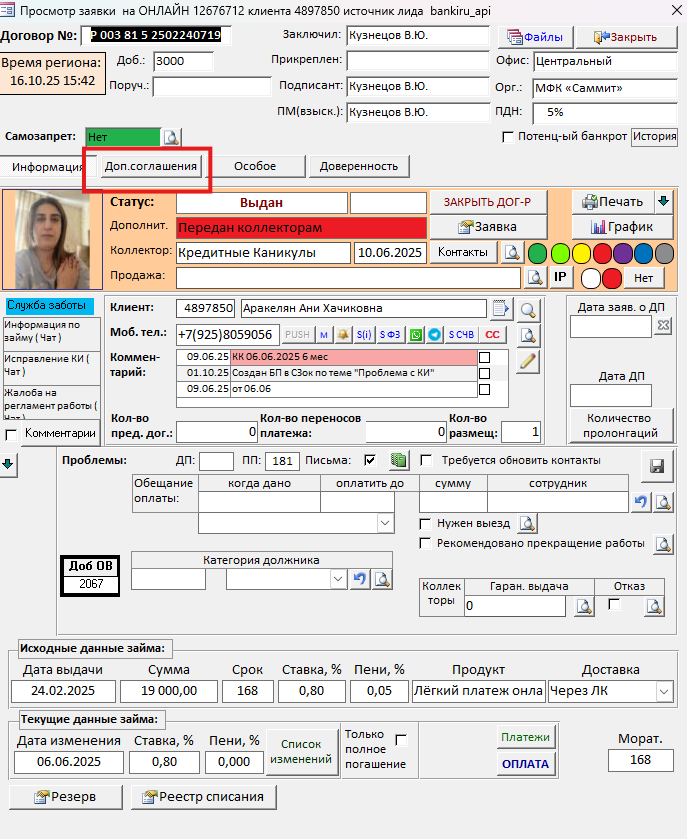 Просмотр заявки на ОНЛАЙН 12676712 клиента 4897850 источник лида bankiru_api
Договор №: Р 003 81 5 2502240719 Заключил: Кузнецов В.Ю. Файлы Закрыть
Время региона: 16.10.25 15:42 Доб.: 3000 Прикреплен: Офис: Центральный
Поруч.: Подписант: Кузнецов В.Ю. Орг.: МФК «Саммит»
ПМ(взыск.) Кузнецов В.Ю. ПДН: 5%
Самозапрет: Нет Потенц-ый банкрот История
Информация Доп.соглашения Особое Доверенность
Статус: Выдан ЗАКРЫТЬ ДОГ-Р Печать
Дополнит. Передан коллекторам Заявка График
Коллектор: Кредитные Каникулы 10.06.2025 Контакты
Продажа: IP Нет
Служба заботы
Информация по займу ( Чат )
Исправление КИ ( Чат )
Жалоба на регламент работы ( Чат )
Комментарии
Клиент: 4897850 Аракелян Ани Хачиковна
Моб. тел.: +7(925)8059056 PUSH м S(i) S ФЗ S СЧВ СС
Коммен-тарий:
09.06.25 КК 06.06.2025 6 мес
01.10.25 Создан БП в СЗок по теме "Проблема с КИ"
09.06.25 от 06.06
Кол-во пред. дог.: 0 Кол-во переносов платежа: 0 Кол-во размещ: 1
Дата заяв. о ДП
Дата ДП
Количество пролонгаций
Проблемы: ДП: ПП: 181 Письма: Требуется обновить контакты
Обещание оплаты: когда дано оплатить до сумму сотрудник
Нужен выезд
Рекомендовано прекращение работы
Доб ОВ
2067
Категория должника
Коллекторы Гаран. выдача Отказ
0
Исходные данные займа:
Дата выдачи Сумма Срок Ставка, % Пени, % Продукт Доставка
24.02.2025 19 000,00 168 0,80 0,05 Лёгкий платеж онла Через ЛК
Текущие данные займа:
Дата изменения Ставка, % Пени, % Список изменений Только полное погашение Платежи Морат.
06.06.2025 0,80 0,000 ОПЛАТА 168
Резерв Реестр списания